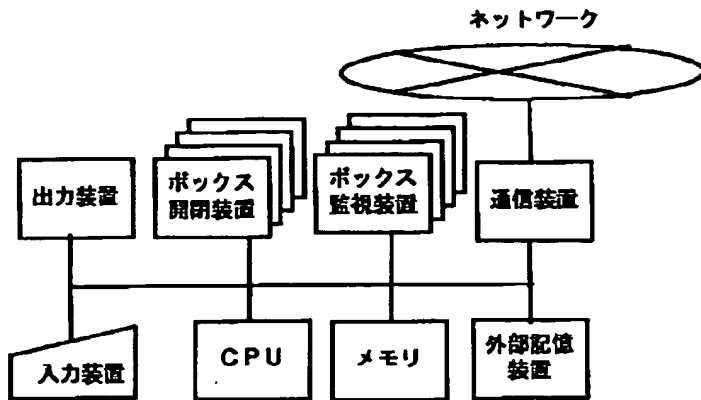 ネットワーク
出力装置
ボックス
開閉装置
ボックス
監視装置
通信装置
入力装置
CPU
メモリ
外部記憶
装置